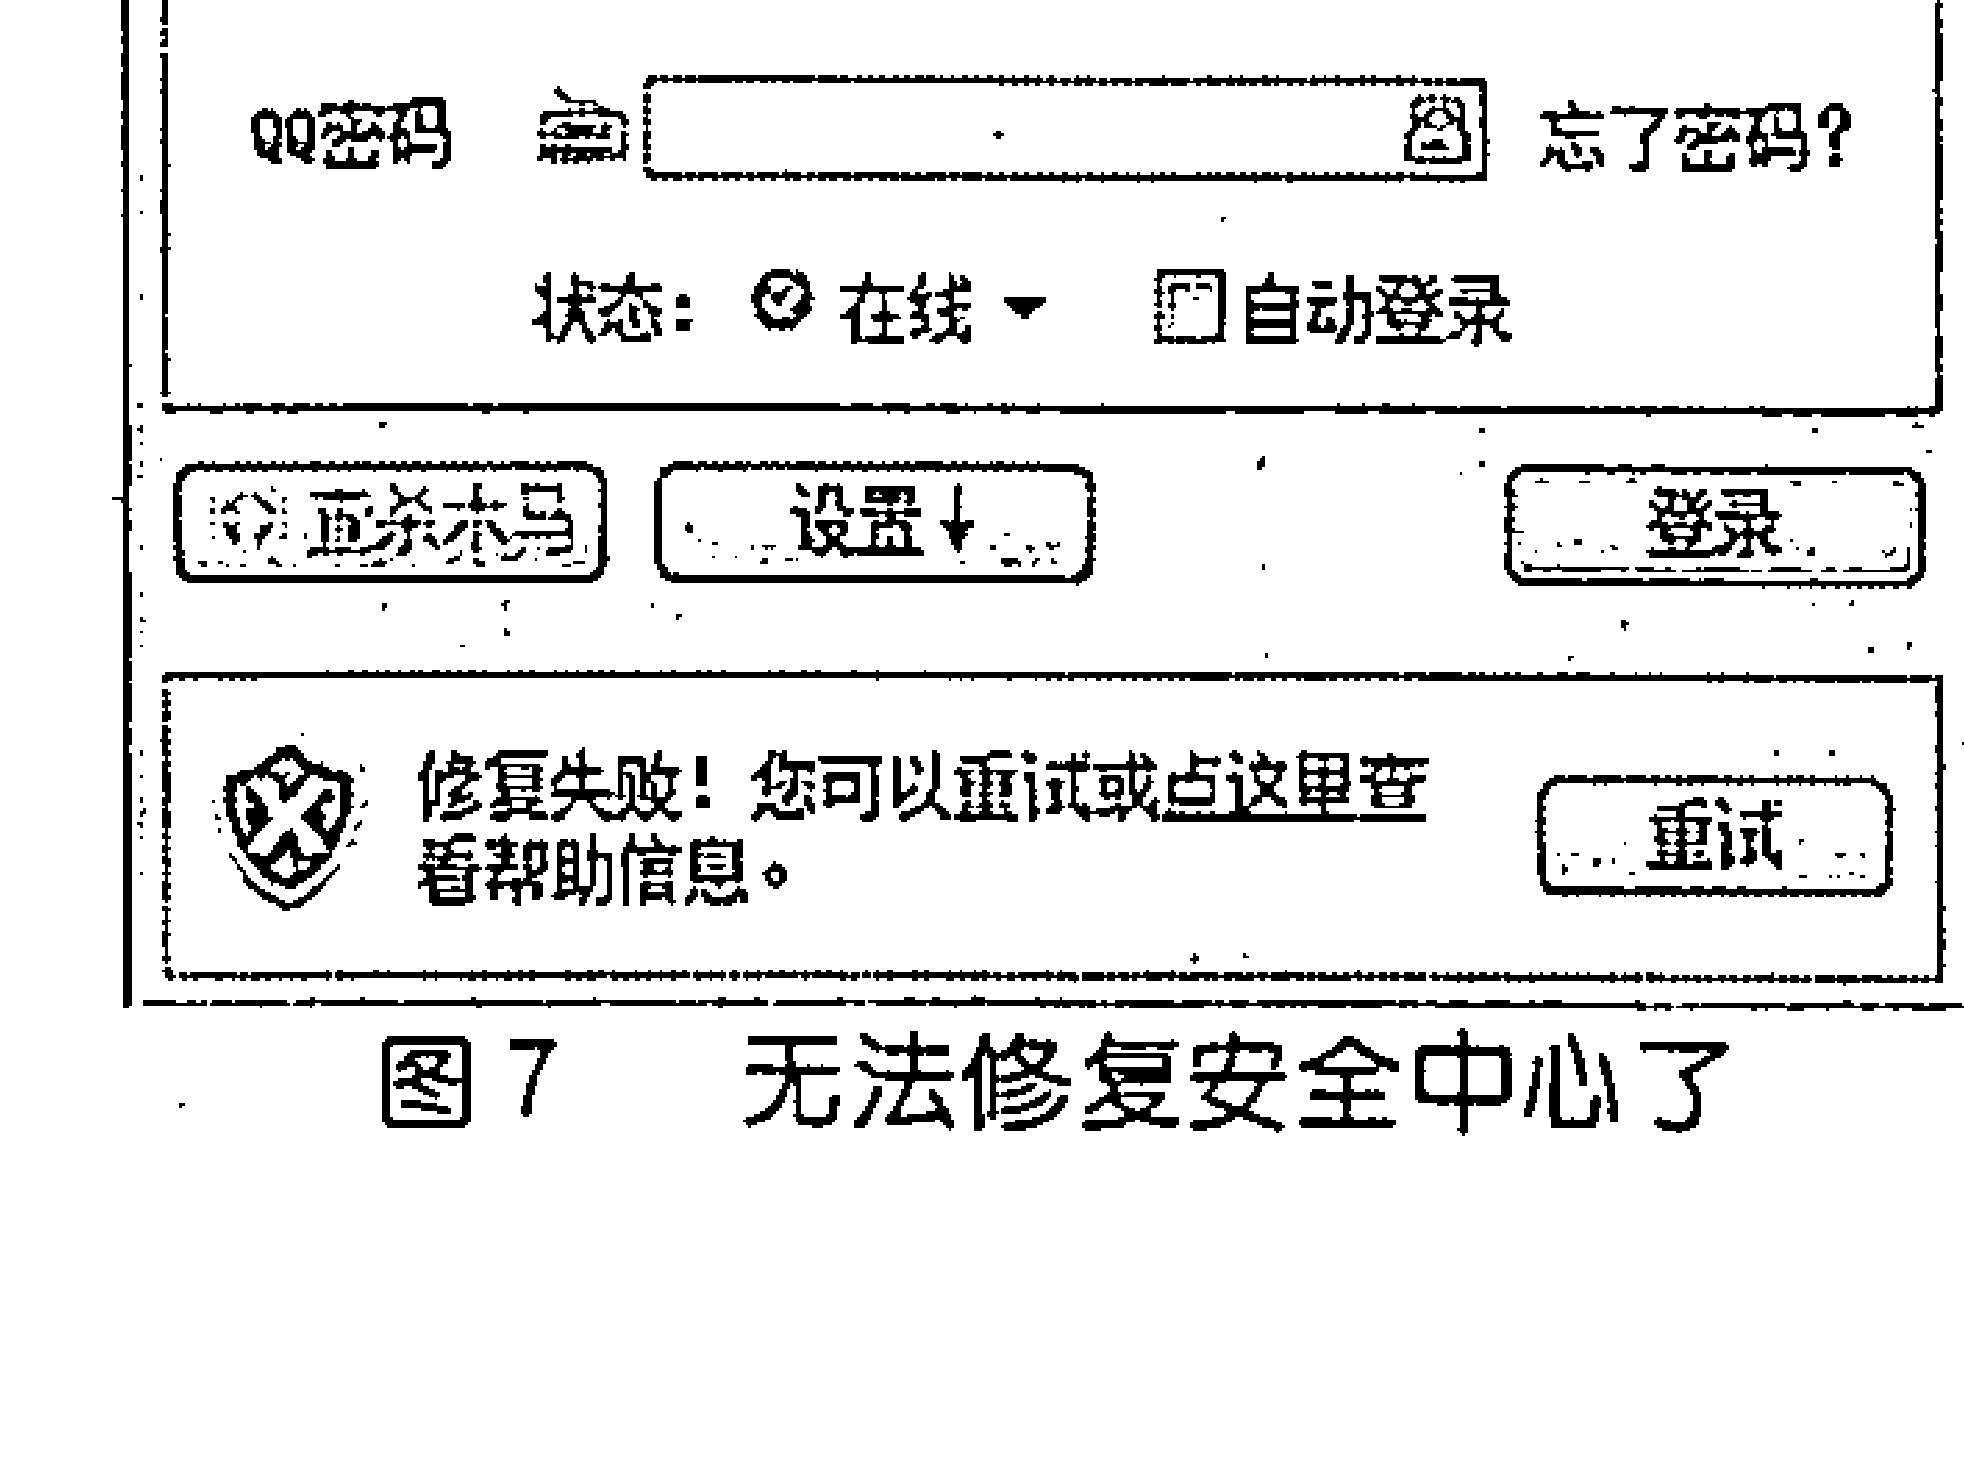 QQ密码 忘了密码?
状态: 在线 自动登录
查杀木马 设置↓ 登录
修复失败! 您可以重试或点这里查
看帮助信息。
重试
图7 无法修复安全中心了